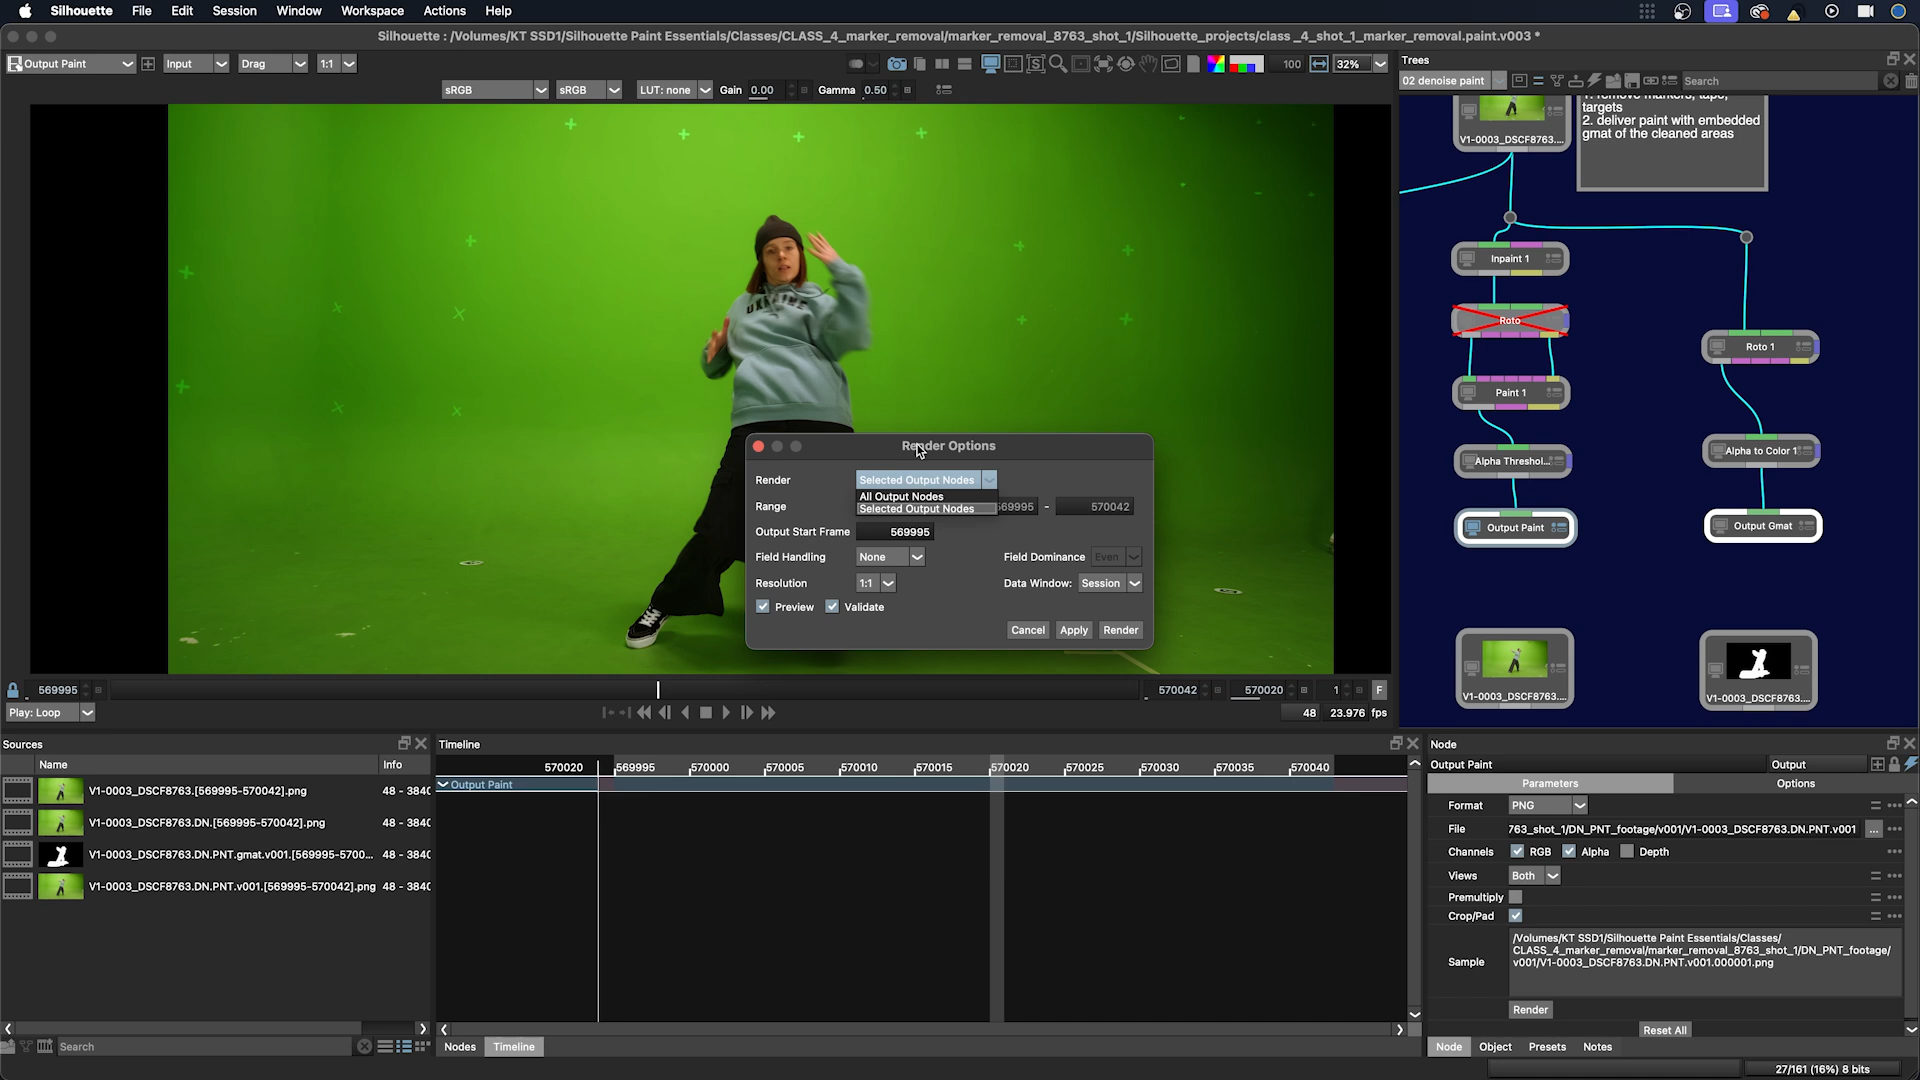 Silhouette File Edit Session Window Workspace Actions Help
Silhouette : /Volumes/KT SSD1/Silhouette Paint Essentials/Classes/CLASS_4_marker_removal/marker_removal_8763_shot_1/Silhouette_projects/class _4_shot_1_marker_removal.paint.v003 *
Output Paint Input Drag 1:1 100 32%
sRGB sRGB LUT: none Gain 0.00 Gamma 0.50
Trees
02 denoise paint Search
1. remove markers, tape,
targets
2. deliver paint with embedded
gmat of the cleaned areas
V1-0003_DSCF8763....
Inpaint 1
Roto
Roto 1
Paint 1
Alpha Threshol...
Alpha to Color 1
Output Paint
Output Gmat
V1-0003_DSCF8763....
V1-0003_DSCF8763....
UKRAINE
Render Options
Render Selected Output Nodes
All Output Nodes
Selected Output Nodes
Range 569995 - 570042
Output Start Frame 569995
Field Handling None Field Dominance Even
Resolution 1:1 Data Window: Session
Preview Validate
Cancel Apply Render
569995 570042 570020 1 F
Play: Loop 48 23.976 fps
Sources
Name Info
V1-0003_DSCF8763.[569995-570042].png 48 - 384(
V1-0003_DSCF8763.DN.[569995-570042].png 48 - 384(
V1-0003_DSCF8763.DN.PNT.gmat.v001.[569995-5700... 48 - 384(
V1-0003_DSCF8763.DN.PNT.v001.[569995-570042].png 48 - 384(
Search
Timeline
570020 569995 570000 570005 570010 570015 570020 570025 570030 570035 570040
Output Paint
Nodes Timeline
Node
Output Paint Output
Parameters Options
Format PNG
File 763_shot_1/DN_PNT_footage/v001/V1-0003_DSCF8763.DN.PNT.v001 ...
Channels RGB Alpha Depth
Views Both
Premultiply
Crop/Pad
Sample
/Volumes/KT SSD1/Silhouette Paint Essentials/Classes/
CLASS_4_marker_removal/marker_removal_8763_shot_1/DN_PNT_footage/
v001/V1-0003_DSCF8763.DN.PNT.v001.000001.png
Render
Reset All
Node Object Presets Notes
27/161 (16%) 8 bits